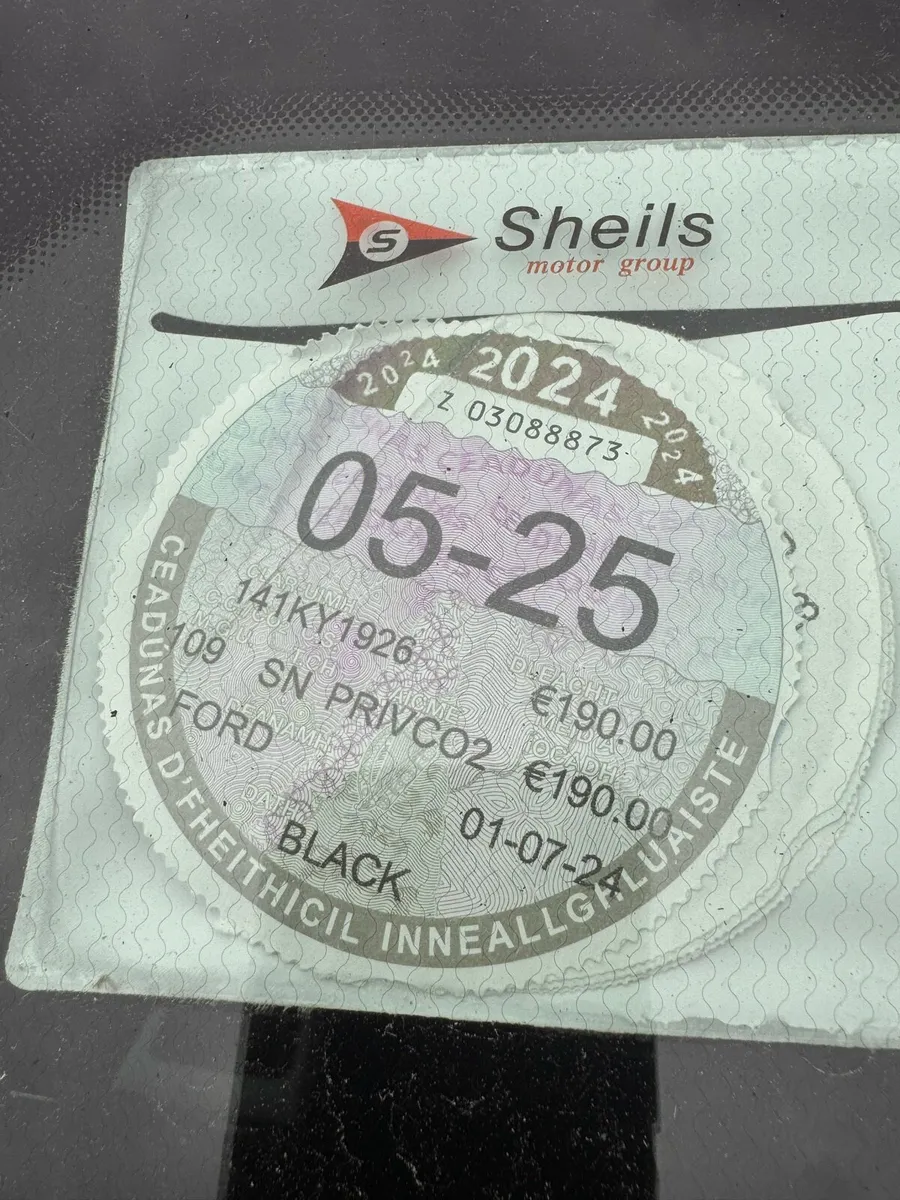 S
Sheils
motor group
2024 2024 2024
Z 03088873
05-25
141KY1926
109 SN PRIVCO2 €190.00
FORD €190.00
BLACK 01-07-24
CEADÚNAS D'FHEITHICIL INNEALLGHLUAISTE